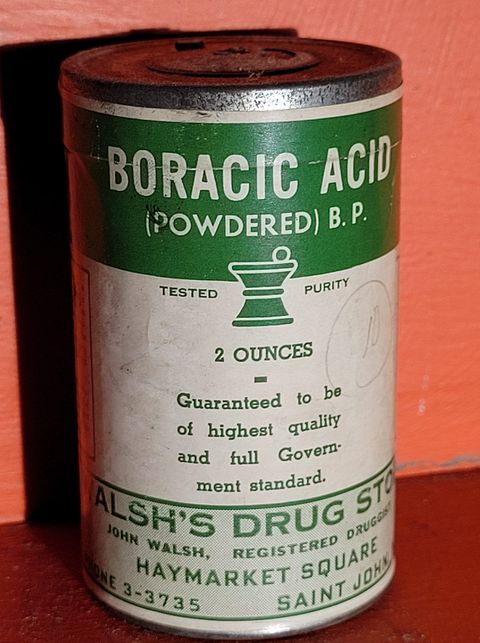 BORACIC ACID
(POWDERED) B. P.
TESTED PURITY
2 OUNCES
Guaranteed to be
of highest quality
and full Govern-
ment standard.
ALSH'S DRUG STO
JOHN WALSH, REGISTERED DRUGGIS
HAYMARKET SQUARE
ONE 3-3735 SAINT JOHN
10